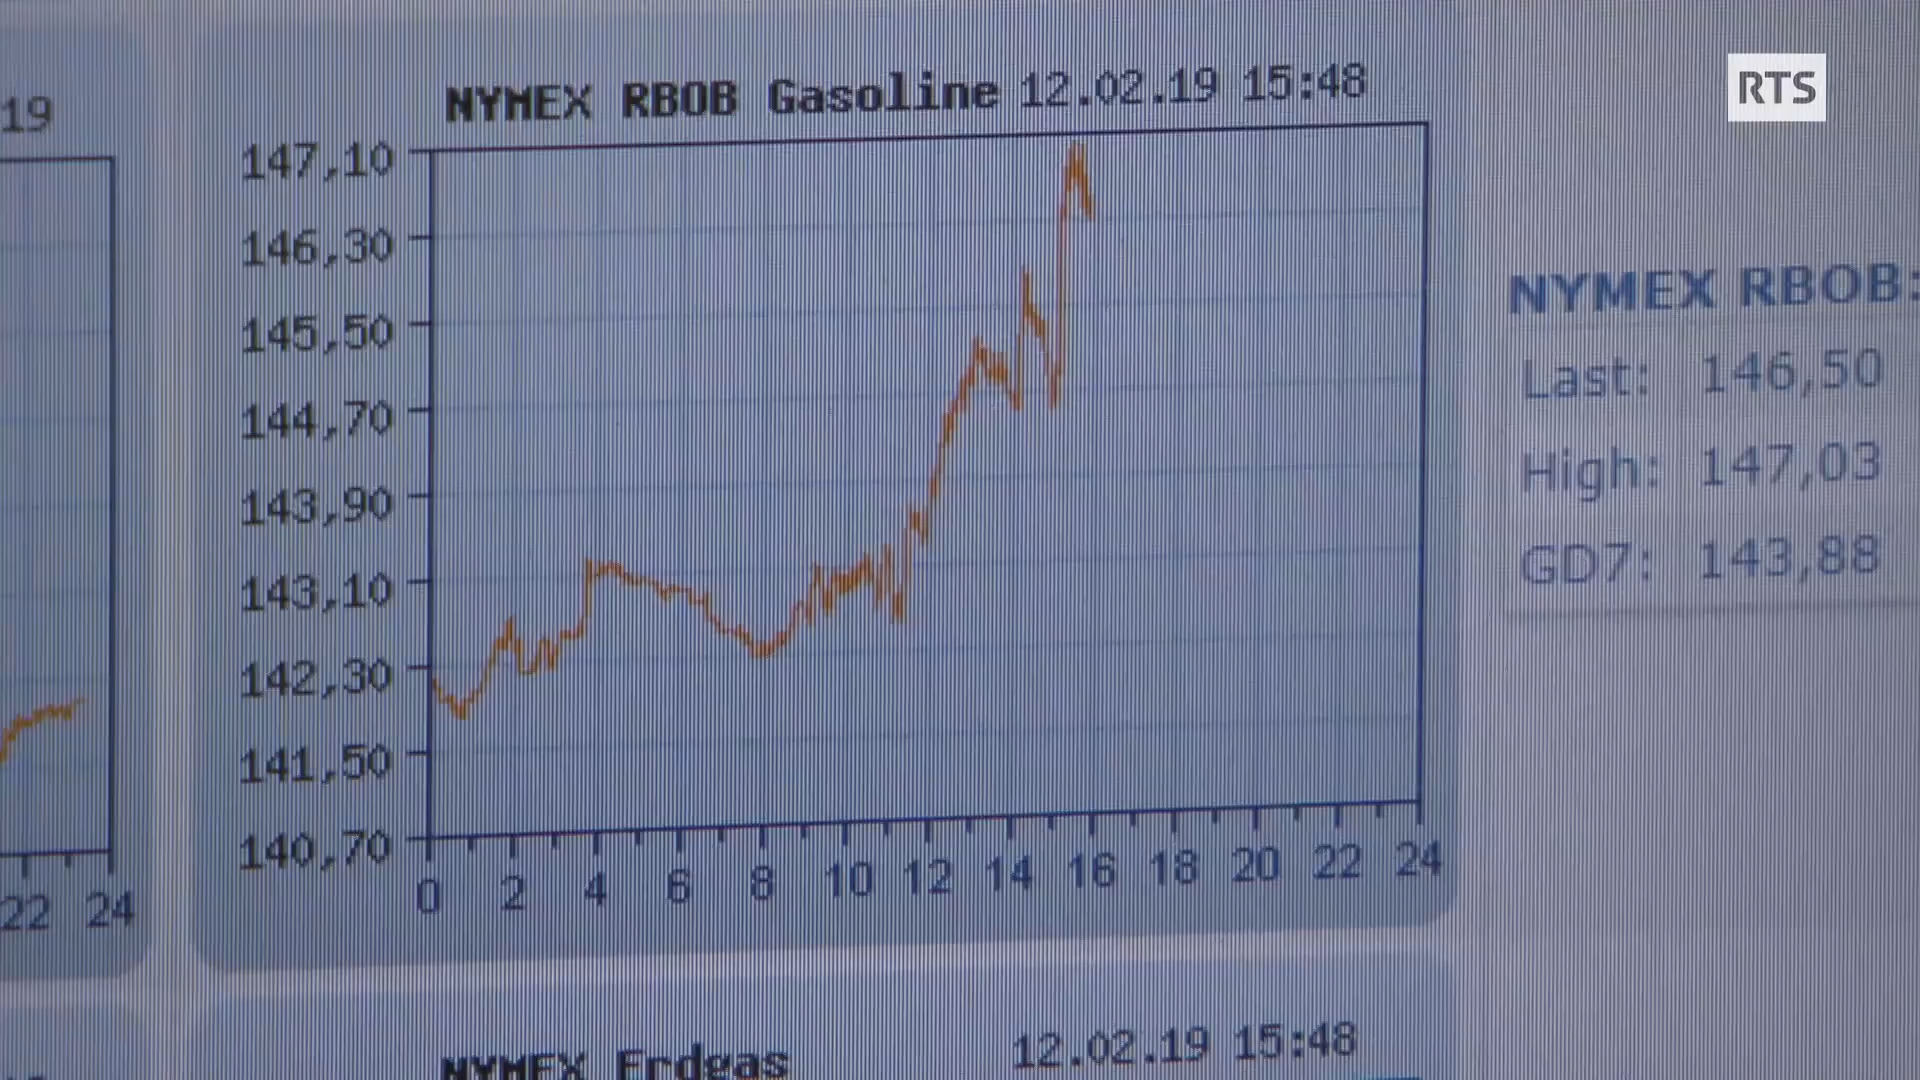 RTS
19
NYMEX RBOB Gasoline 12.02.19 15:48
147,10
146,30
145,50
144,70
143,90
143,10
142,30
141,50
140,70
0 2 4 6 8 10 12 14 16 18 20 22 24
22 24
NYMEX RBOB:
Last: 146,50
High: 147,03
GD7: 143,88
NYMEX Erdgas 12.02.19 15:48